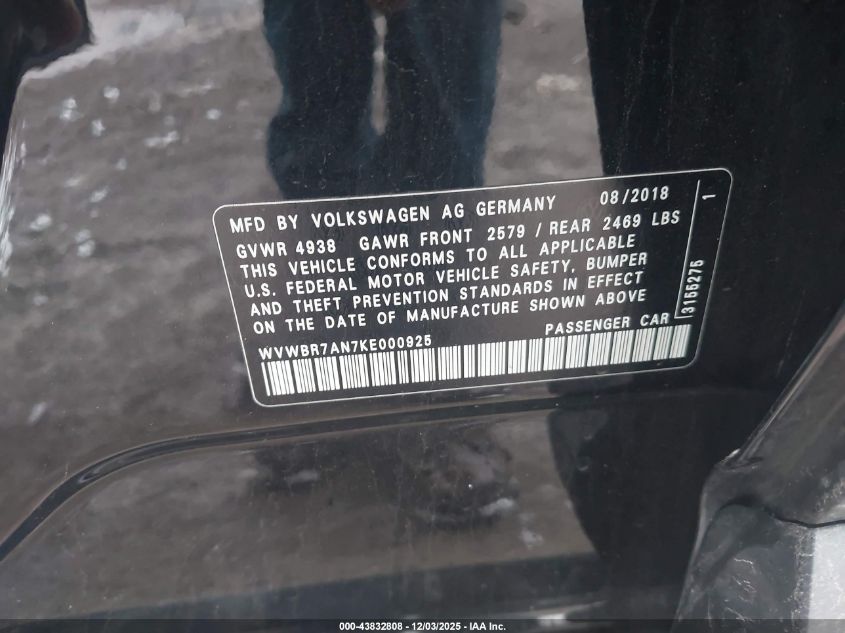 MFD BY VOLKSWAGEN AG GERMANY 08/2018
GVWR 4938 GAWR FRONT 2579 / REAR 2469 LBS
THIS VEHICLE CONFORMS TO ALL APPLICABLE
U.S. FEDERAL MOTOR VEHICLE SAFETY, BUMPER
AND THEFT PREVENTION STANDARDS IN EFFECT
ON THE DATE OF MANUFACTURE SHOWN ABOVE
WVWBR7AN7KE000925 PASSENGER CAR
3156275 1
000-43832808 - 12/03/2025 - IAA Inc.